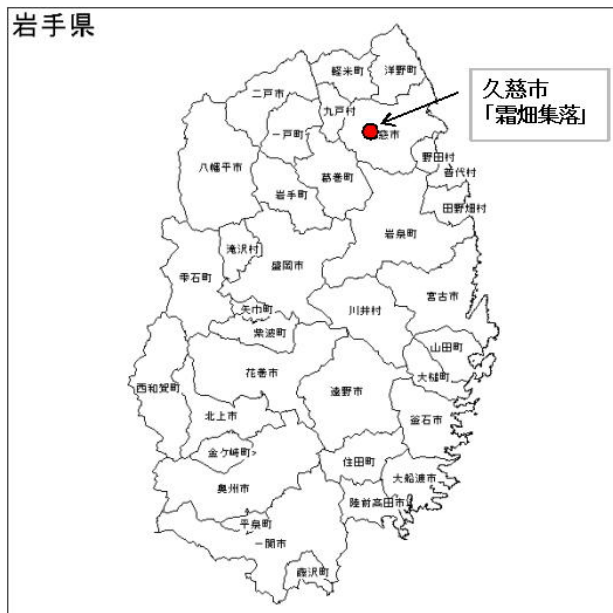 岩手県
軽米町
洋野町
二戸市
九戸村
久慈市
「霜畑集落」
一戸町
慈市
野田村
八幡平市
葛巻町
普代村
岩手町
田野畑村
岩泉町
滝沢村
盛岡市
雫石町
宮古市
矢巾町
川井村
紫波町
山田町
花巻市
大槌町
西和賀町
遠野市
北上市
釜石市
金ケ崎町
住田町
大船渡市
奥州市
陸前高田市
平泉町
一関市
藤沢町